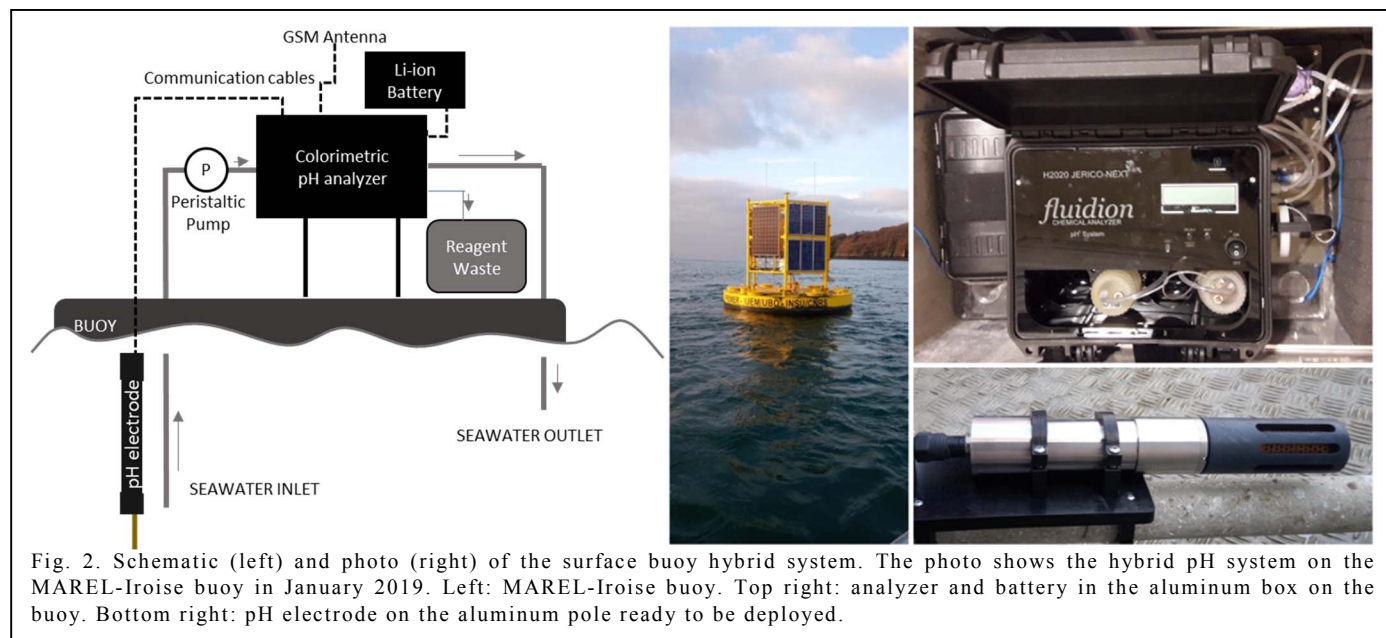 GSM Antenna
Communication cables
Li-ion
Battery
P
Peristaltic
Pump
Colorimetric
pH analyzer
Reagent
Waste
BUOY
pH electrode
SEAWATER INLET
SEAWATER OUTLET
UEM/UBO INSU/CNRS
H2020 JERICO-NEXT
fluidion
CHEMICAL ANALYZER
pH System
Fig. 2. Schematic (left) and photo (right) of the surface buoy hybrid system. The photo shows the hybrid pH system on the
MAREL-Iroise buoy in January 2019. Left: MAREL-Iroise buoy. Top right: analyzer and battery in the aluminum box on the
buoy. Bottom right: pH electrode on the aluminum pole ready to be deployed.